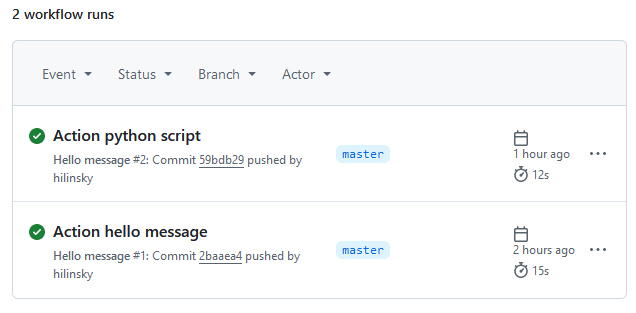 2 workflow runs
Event Status Branch Actor
Action python script
Hello message #2: Commit 59bdb29 pushed by
hilinsky
master
1 hour ago
12s
Action hello message
Hello message #1: Commit 2baaea4 pushed by
hilinsky
master
2 hours ago
15s